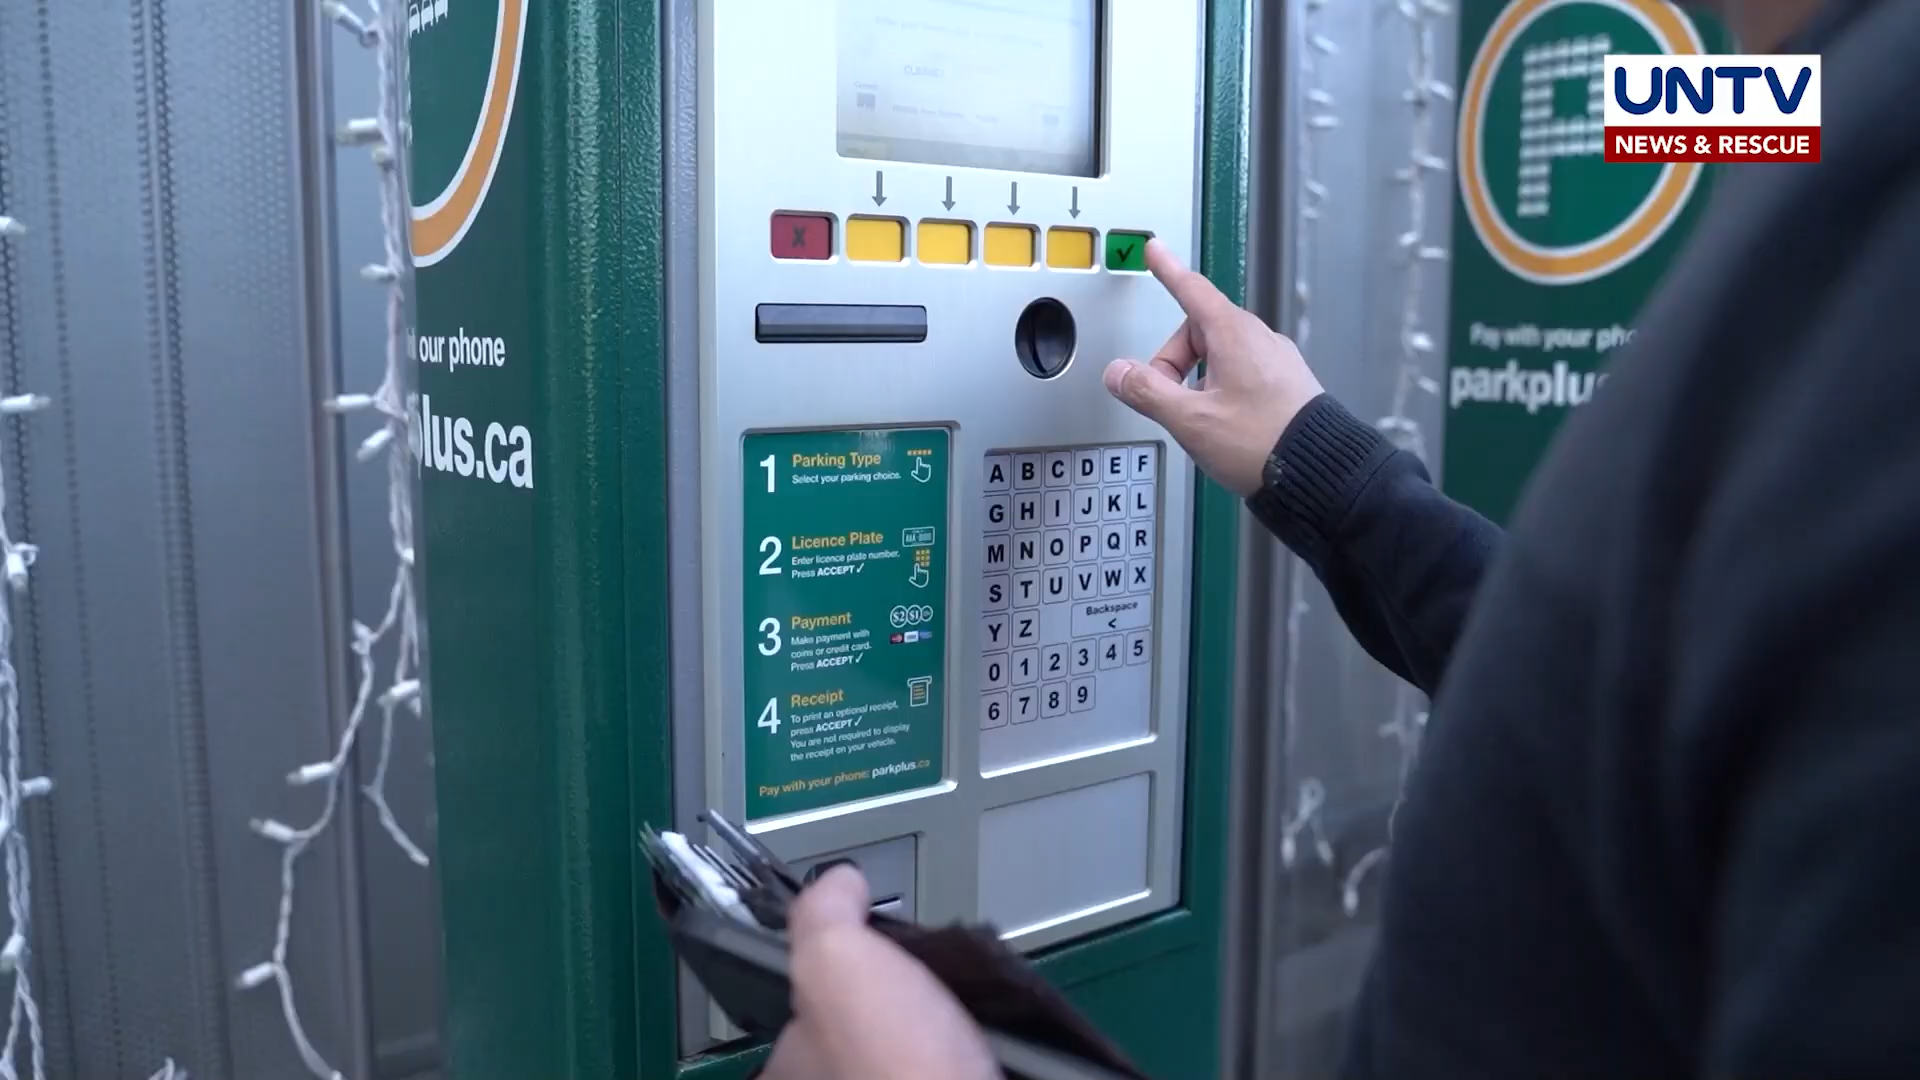 UNTV
NEWS & RESCUE
our phone
lus.ca
P
Pay with your pho
parkplus
X
✓
1 Parking Type
Select your parking choice.
2 Licence Plate
Enter licence plate number.
Press ACCEPT ✓
3 Payment
Make payment with
coins or credit card.
Press ACCEPT ✓
$2 $1
4 Receipt
To print an optional receipt,
press ACCEPT ✓
You are not required to display
the receipt on your vehicle.
Pay with your phone: parkplus.ca
A B C D E F
G H I J K L
M N O P Q R
S T U V W X
Y Z Backspace
<
0 1 2 3 4 5
6 7 8 9